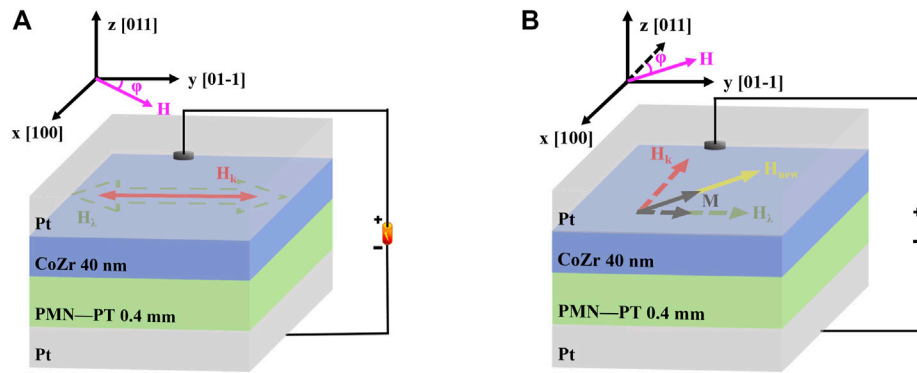 A
z [011]
y [01-1]
φ
H
x [100]
Hk
Hλ
Pt
CoZr 40 nm
PMN—PT 0.4 mm
Pt
+
-
B
z [011]
φ
H
y [01-1]
x [100]
Hk
Hnew
M
Hλ
Pt
CoZr 40 nm
PMN—PT 0.4 mm
Pt
+
-